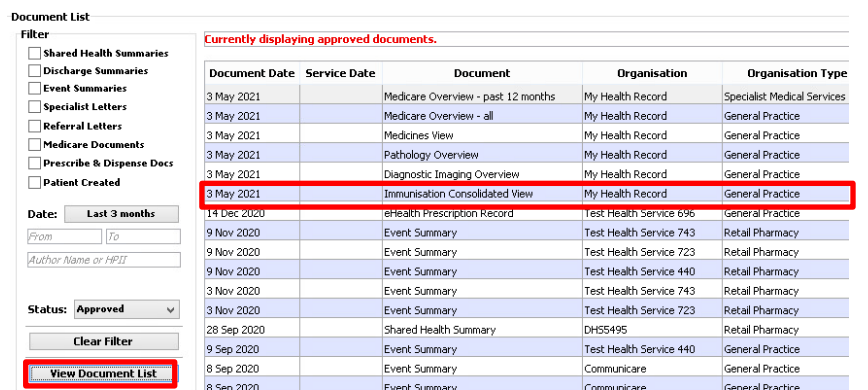 Document List
Filter
Shared Health Summaries
Discharge Summaries
Event Summaries
Specialist Letters
Referral Letters
Medicare Documents
Prescribe & Dispense Docs
Patient Created
Date: Last 3 months
From To
Author Name or HPII
Status: Approved
Clear Filter
View Document List
Currently displaying approved documents.
Document Date Service Date Document Organisation Organisation Type
3 May 2021 Medicare Overview - past 12 months My Health Record Specialist Medical Services
3 May 2021 Medicare Overview - all My Health Record General Practice
3 May 2021 Medicines View My Health Record General Practice
3 May 2021 Pathology Overview My Health Record General Practice
3 May 2021 Diagnostic Imaging Overview My Health Record General Practice
3 May 2021 Immunisation Consolidated View My Health Record General Practice
14 Dec 2020 eHealth Prescription Record Test Health Service 696 General Practice
9 Nov 2020 Event Summary Test Health Service 743 Retail Pharmacy
9 Nov 2020 Event Summary Test Health Service 723 Retail Pharmacy
9 Nov 2020 Event Summary Test Health Service 440 Retail Pharmacy
3 Nov 2020 Event Summary Test Health Service 743 Retail Pharmacy
3 Nov 2020 Event Summary Test Health Service 723 Retail Pharmacy
28 Sep 2020 Shared Health Summary DHS5495 Retail Pharmacy
9 Sep 2020 Event Summary Test Health Service 440 General Practice
8 Sep 2020 Event Summary Communicare General Practice
8 Sep 2020 Event Summary Communicare General Practice